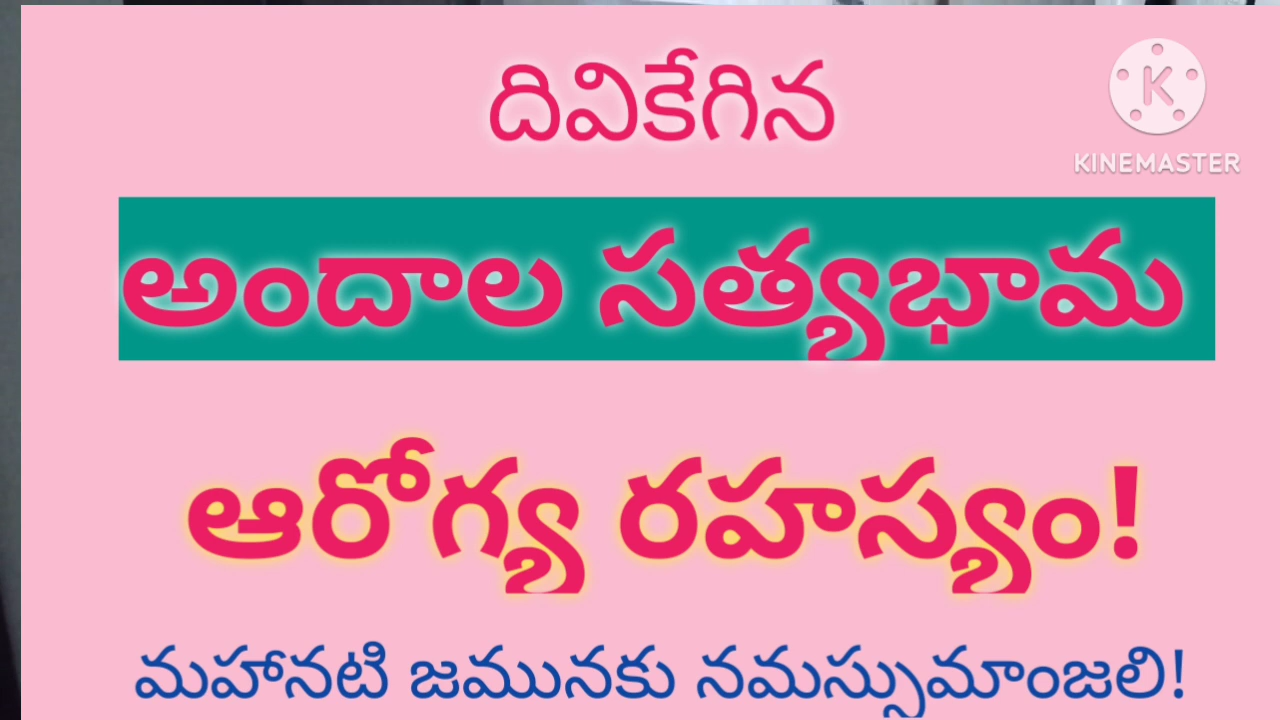 దివికేగిన
KINEMASTER
అందాల సత్యభామ
ఆరోగ్య రహస్యం!
మహానటి జమునకు నమస్సుమాంజలి!